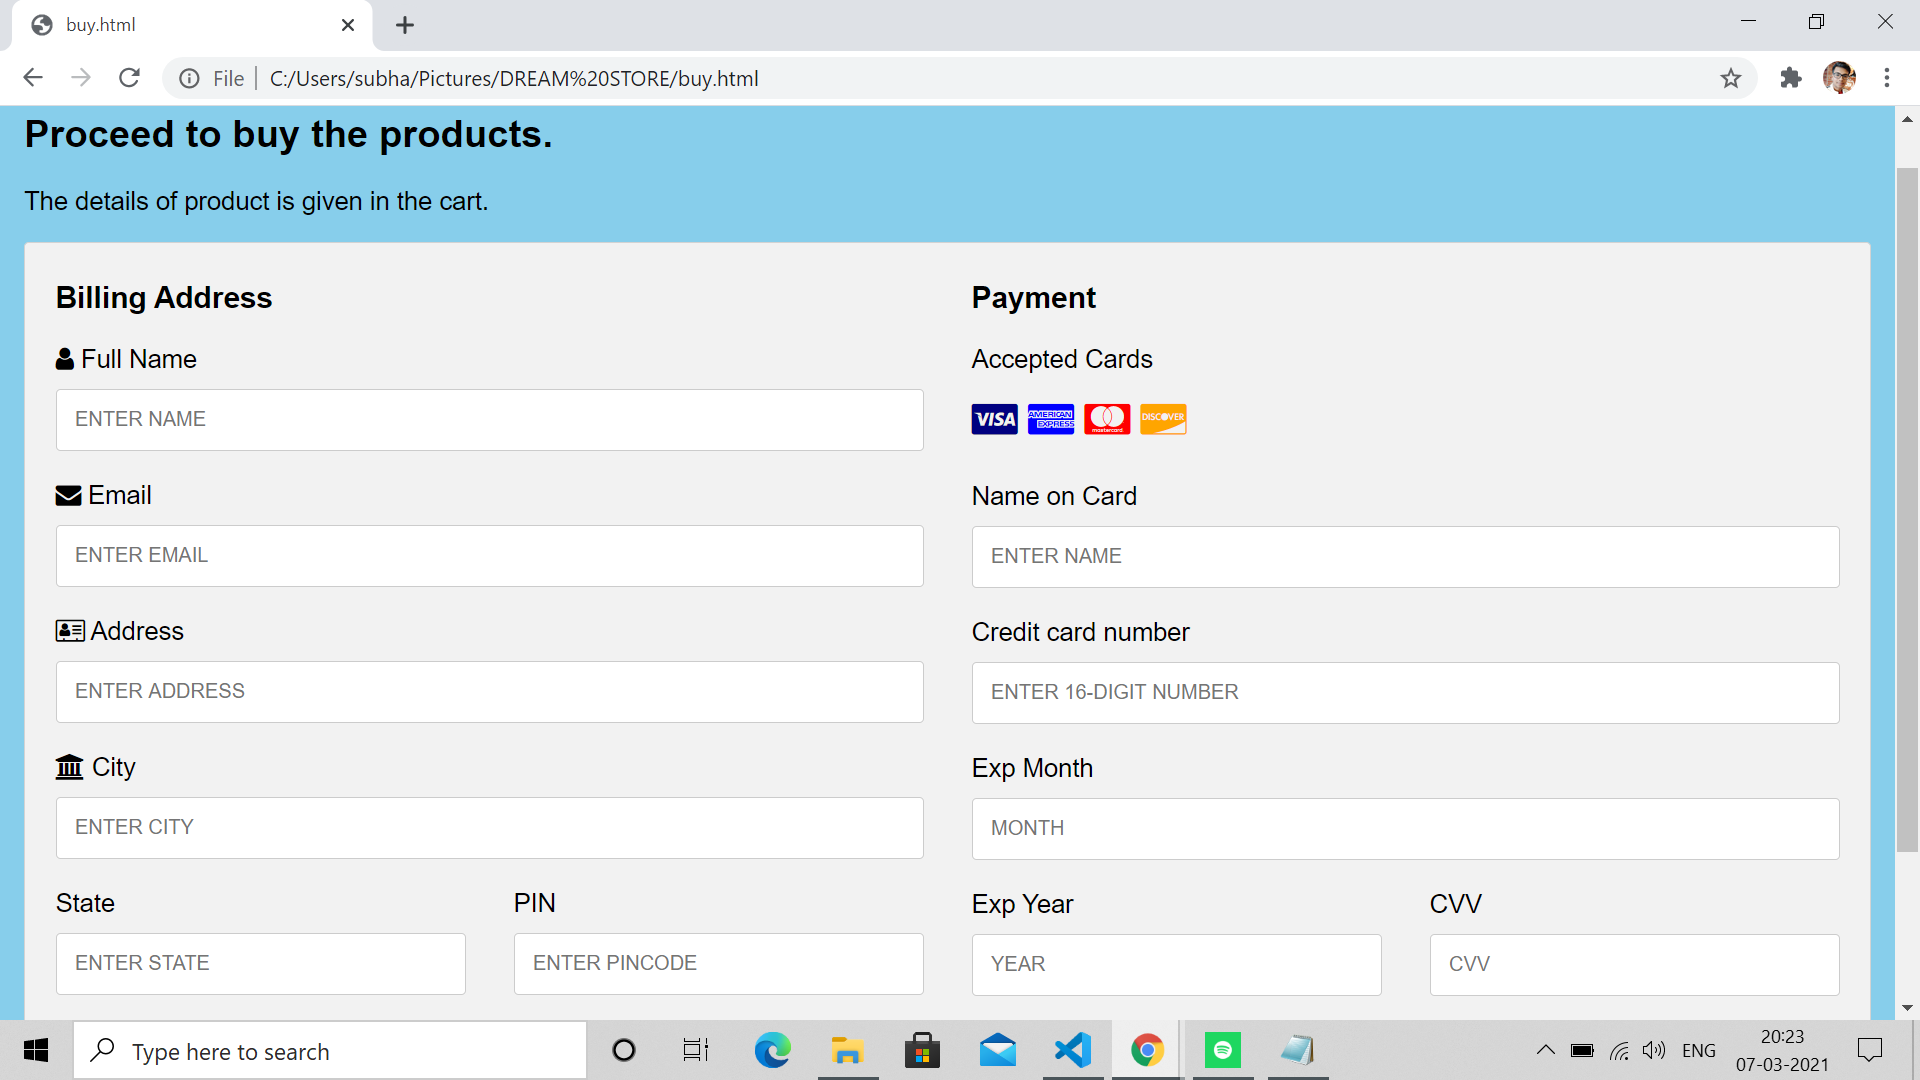 buy.html
File C:/Users/subha/Pictures/DREAM%20STORE/buy.html
Proceed to buy the products.
The details of product is given in the cart.
Billing Address
Full Name
ENTER NAME
Email
ENTER EMAIL
Address
ENTER ADDRESS
City
ENTER CITY
State
ENTER STATE
PIN
ENTER PINCODE
Payment
Accepted Cards
VISA
AMERICAN EXPRESS
mastercard
DISCOVER
Name on Card
ENTER NAME
Credit card number
ENTER 16-DIGIT NUMBER
Exp Month
MONTH
Exp Year
YEAR
CVV
CVV
Type here to search
ENG
20:23
07-03-2021